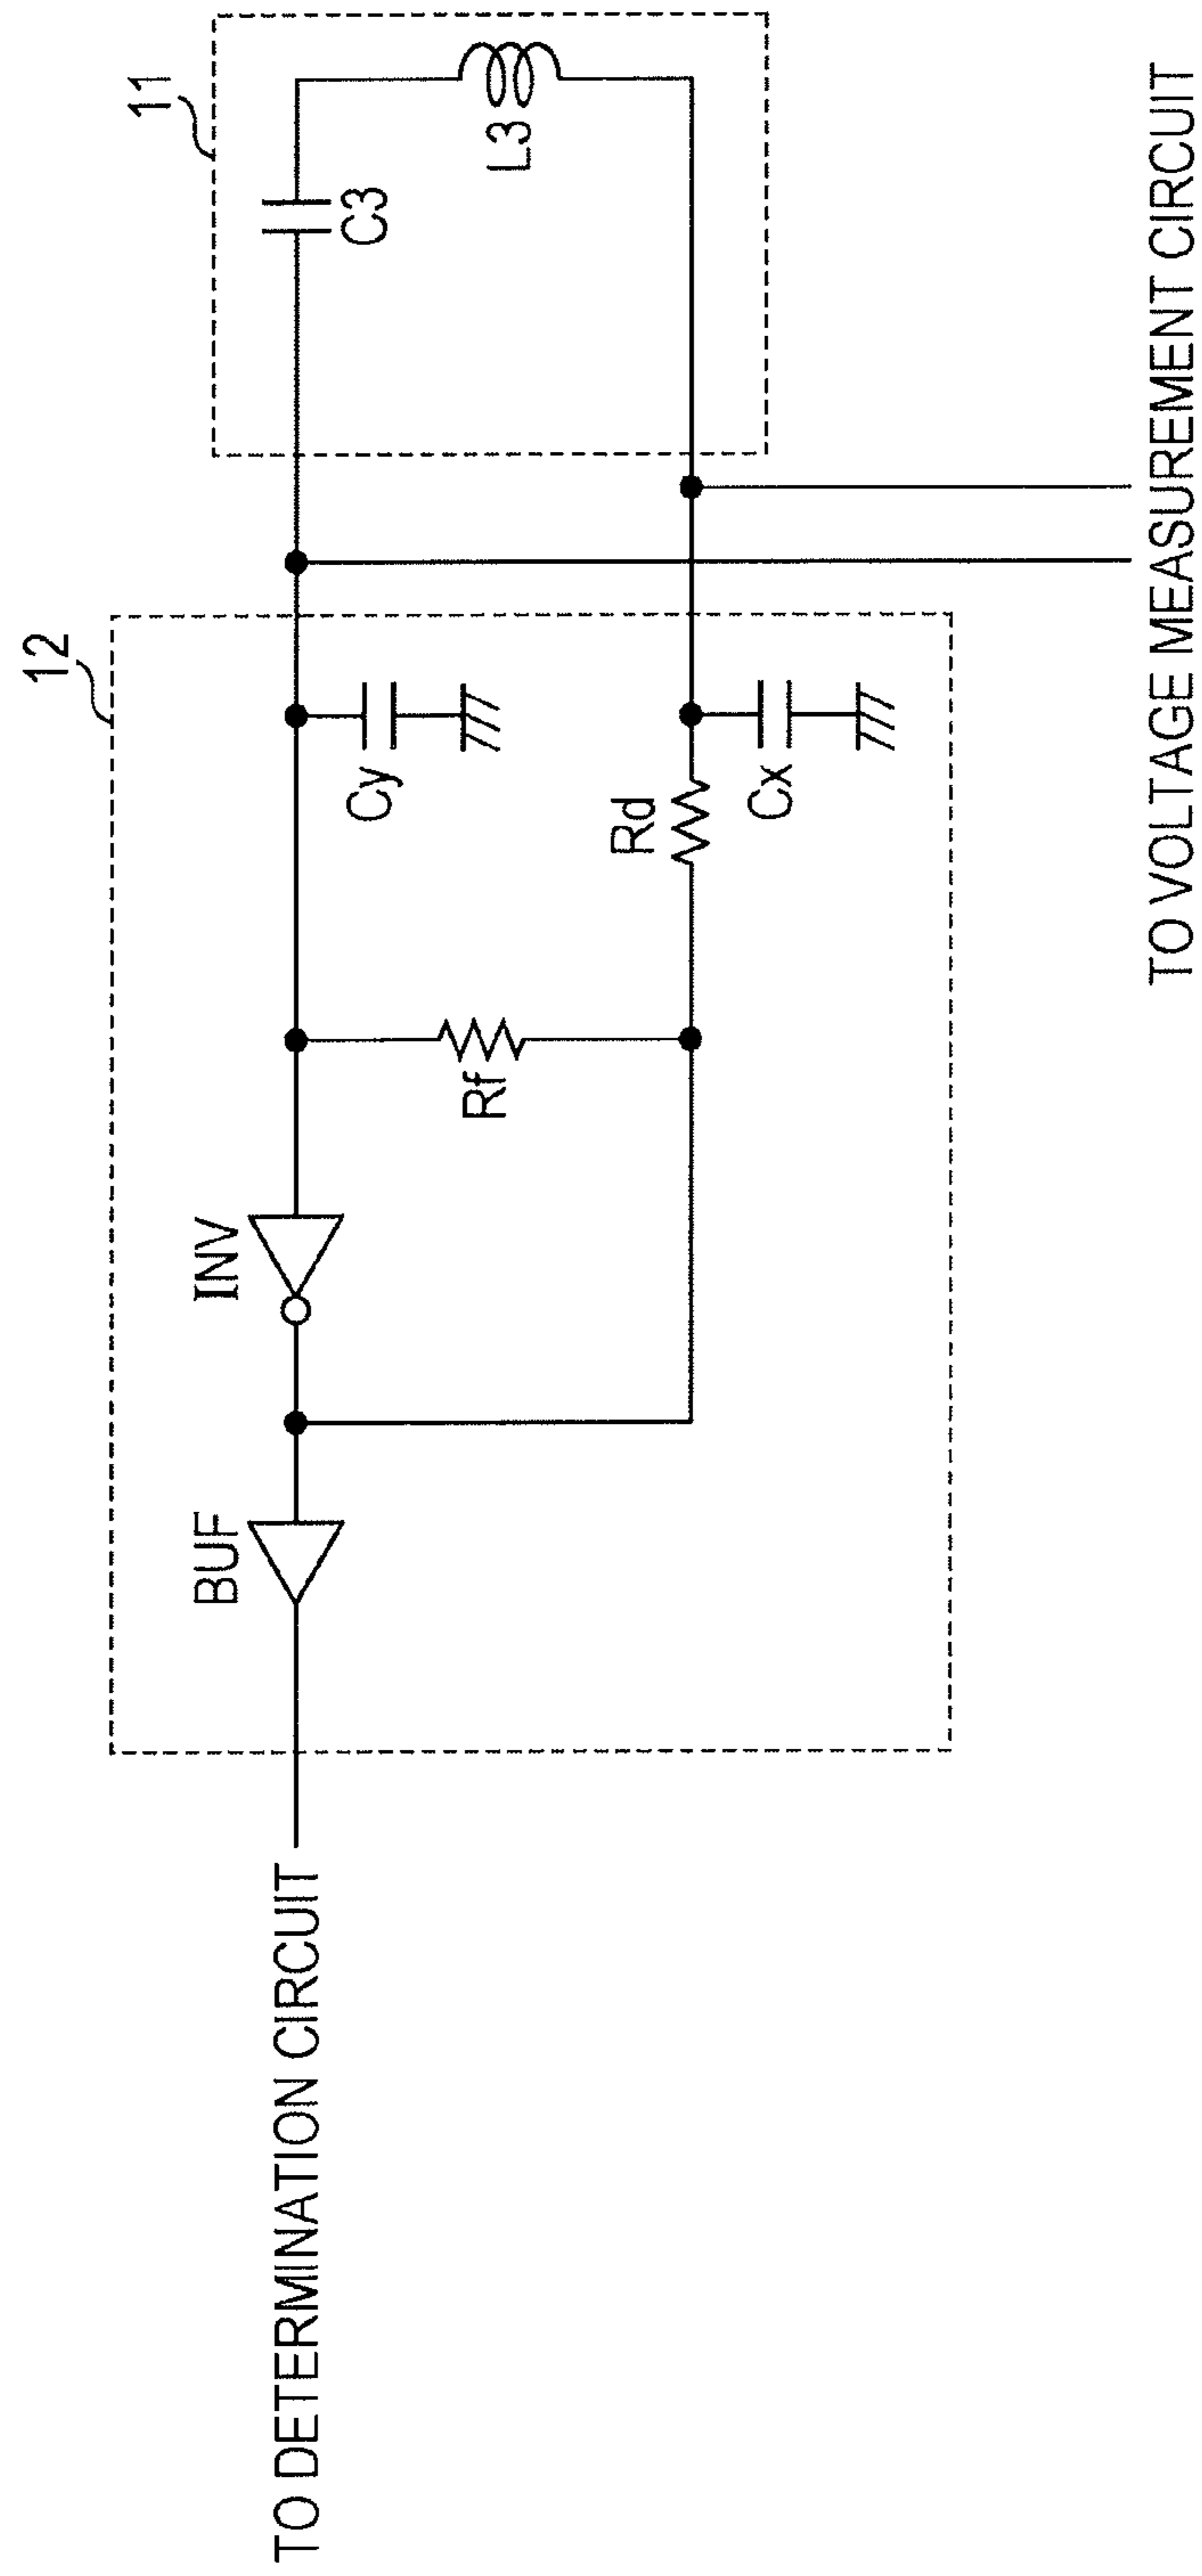 11
C3
L3
12
Cy
Cx
Rd
Rf
INV
BUF
TO DETERMINATION CIRCUIT
TO VOLTAGE MEASUREMENT CIRCUIT